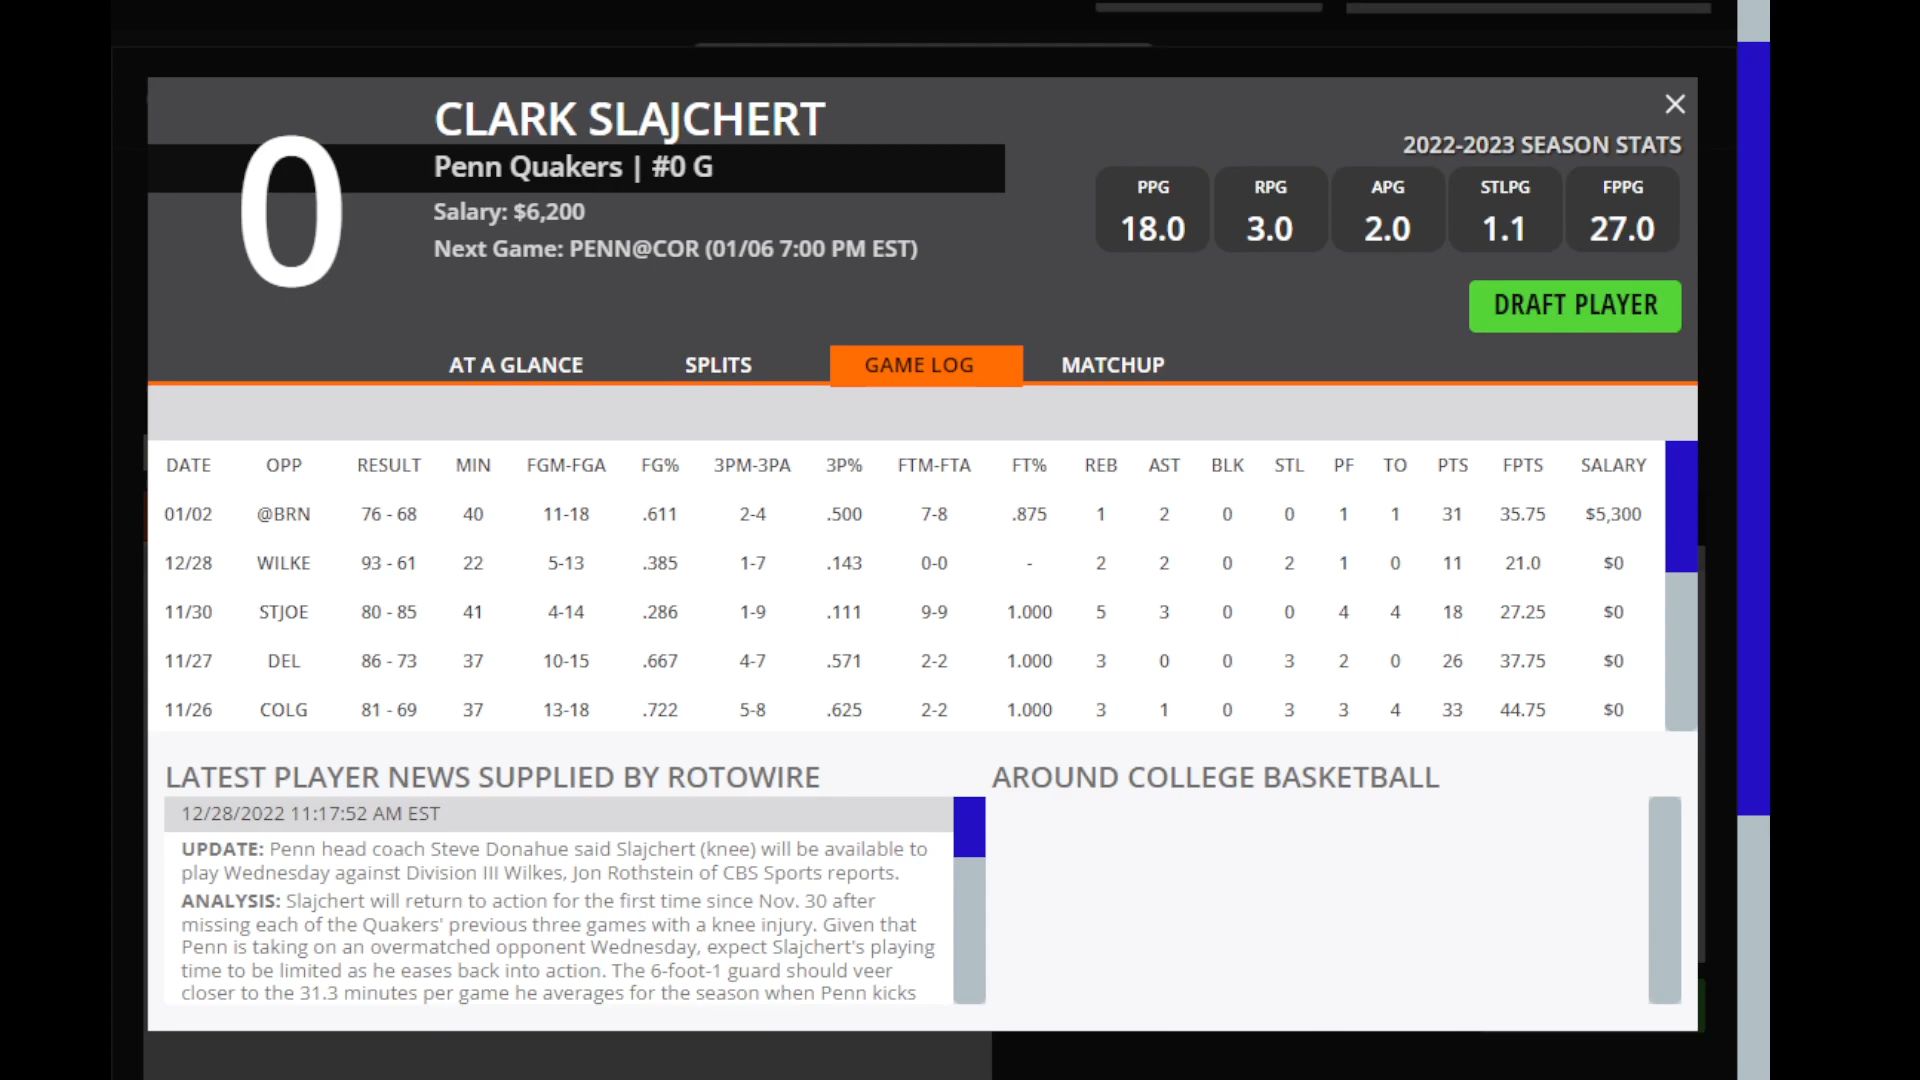 CLARK SLAJCHERT
0
Penn Quakers | #0 G
Salary: $6,200
Next Game: PENN@COR (01/06 7:00 PM EST)
2022-2023 SEASON STATS
PPG RPG APG STLPG FPPG
18.0 3.0 2.0 1.1 27.0
DRAFT PLAYER
AT A GLANCE SPLITS GAME LOG MATCHUP
DATE OPP RESULT MIN FGM-FGA FG% 3PM-3PA 3P% FTM-FTA FT% REB AST BLK STL PF TO PTS FPTS SALARY
01/02 @BRN 76 - 68 40 11-18 .611 2-4 .500 7-8 .875 1 2 0 0 1 1 31 35.75 $5,300
12/28 WILKE 93 - 61 22 5-13 .385 1-7 .143 0-0 - 2 2 0 2 1 0 11 21.0 $0
11/30 STJOE 80 - 85 41 4-14 .286 1-9 .111 9-9 1.000 5 3 0 0 4 4 18 27.25 $0
11/27 DEL 86 - 73 37 10-15 .667 4-7 .571 2-2 1.000 3 0 0 3 2 0 26 37.75 $0
11/26 COLG 81 - 69 37 13-18 .722 5-8 .625 2-2 1.000 3 1 0 3 3 4 33 44.75 $0
LATEST PLAYER NEWS SUPPLIED BY ROTOWIRE
12/28/2022 11:17:52 AM EST
UPDATE: Penn head coach Steve Donahue said Slajchert (knee) will be available to
play Wednesday against Division III Wilkes, Jon Rothstein of CBS Sports reports.
ANALYSIS: Slajchert will return to action for the first time since Nov. 30 after
missing each of the Quakers' previous three games with a knee injury. Given that
Penn is taking on an overmatched opponent Wednesday, expect Slajchert's playing
time to be limited as he eases back into action. The 6-foot-1 guard should veer
closer to the 31.3 minutes per game he averages for the season when Penn kicks
AROUND COLLEGE BASKETBALL